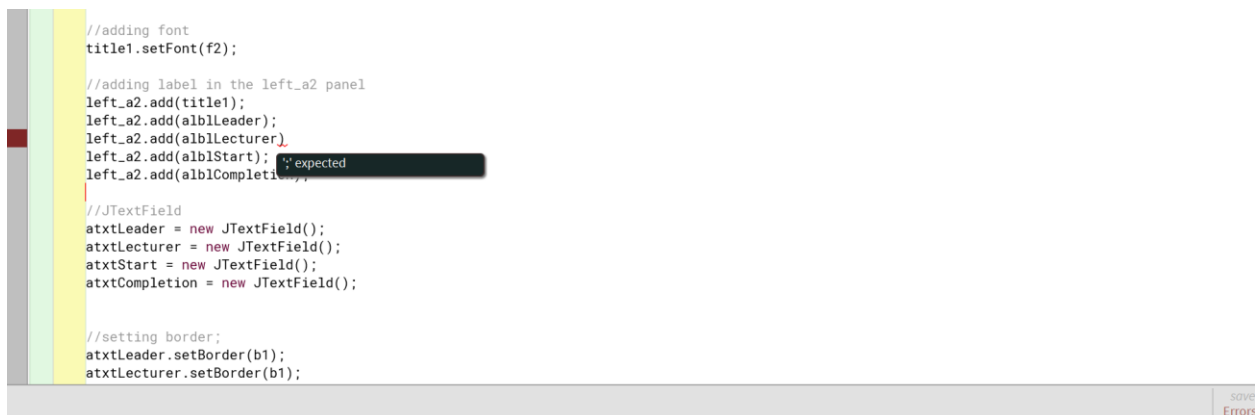 //adding font
title1.setFont(f2);
//adding label in the left_a2 panel
left_a2.add(title1);
left_a2.add(alblLeader);
left_a2.add(alblLecturer)
left_a2.add(alblStart);
';' expected
left_a2.add(alblCompleti
//JTextField
atxtLeader = new JTextField();
atxtLecturer = new JTextField();
atxtStart = new JTextField();
atxtCompletion = new JTextField();
//setting border;
atxtLeader.setBorder(b1);
atxtLecturer.setBorder(b1);
save
Errors